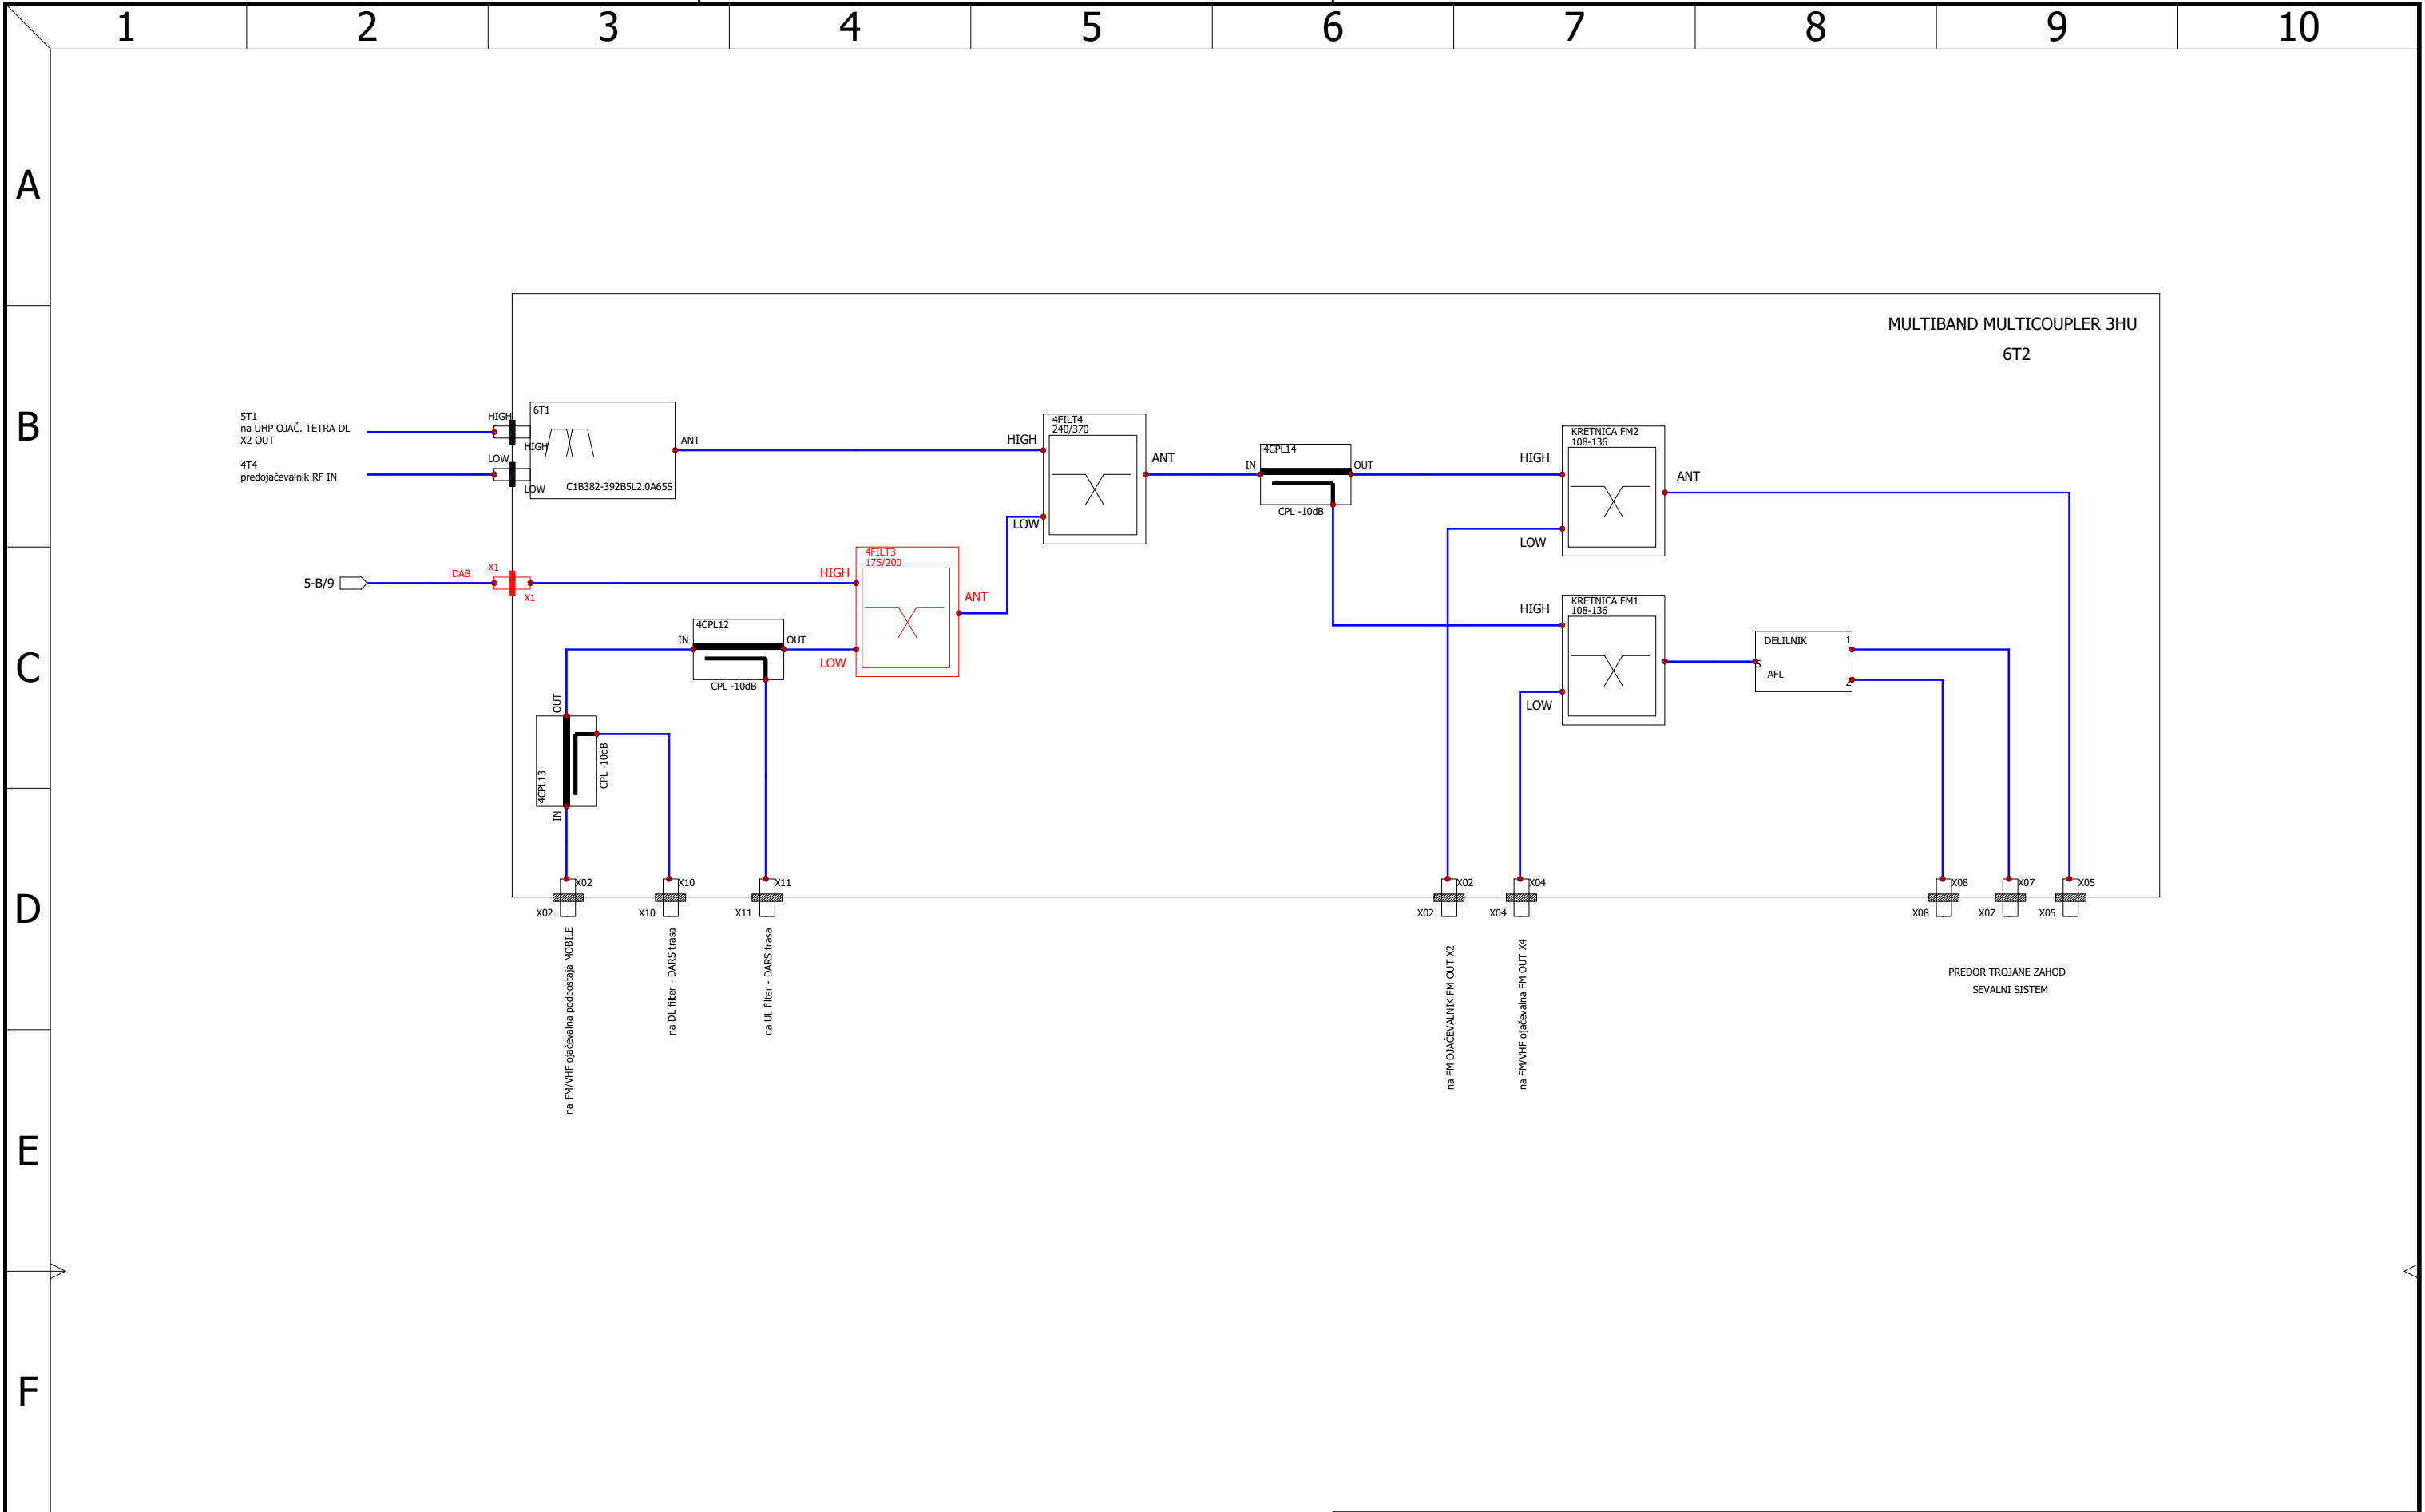 1 2 3 4 5 6 7 8 9 10
A
B
C
D
E
F
MULTIBAND MULTICOUPLER 3HU
6T2
5T1
na UHP OJAČ. TETRA DL
X2 OUT
4T4
predojačevalnik RF IN
HIGH
HIGH
LOW
LOW
6T1
C1B382-392B5L2.0A65S
ANT
HIGH
LOW
4FILT4
240/370
ANT
IN
4CPL14
OUT
CPL -10dB
HIGH
LOW
KRETNICA FM2
108-136
ANT
5-B/9
DAB
X1
X1
HIGH
LOW
4FILT3
175/200
ANT
IN
4CPL12
OUT
CPL -10dB
HIGH
LOW
KRETNICA FM1
108-136
DELILNIK
AFL
S
1
2
OUT
4CPL13
CPL -10dB
IN
X02
X02
X10
X10
X11
X11
X02
X02
X04
X04
X08
X08
X07
X07
X05
X05
na FM/VHF ojačevalna podpostaja MOBILE
na DL filter - DARS trasa
na UL filter - DARS trasa
na FM OJAČEVALNIK FM OUT X2
na FM/VHF ojačevalna FM OUT X4
PREDOR TROJANE ZAHOD
SEVALNI SISTEM